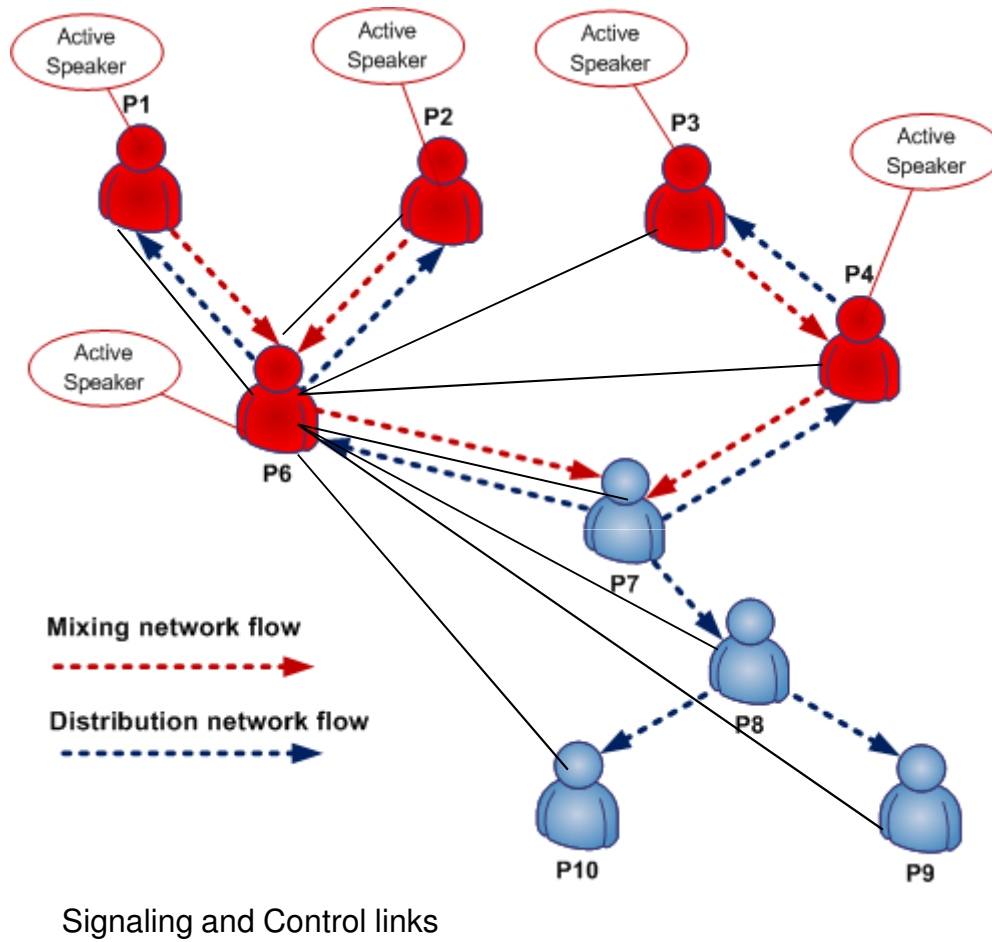 Active
Speaker
Active
Speaker
Active
Speaker
P1
P2
P3
Active
Speaker
P4
Active
Speaker
P6
P7
Mixing network flow
Distribution network flow
P8
P10
P9
Signaling and Control links